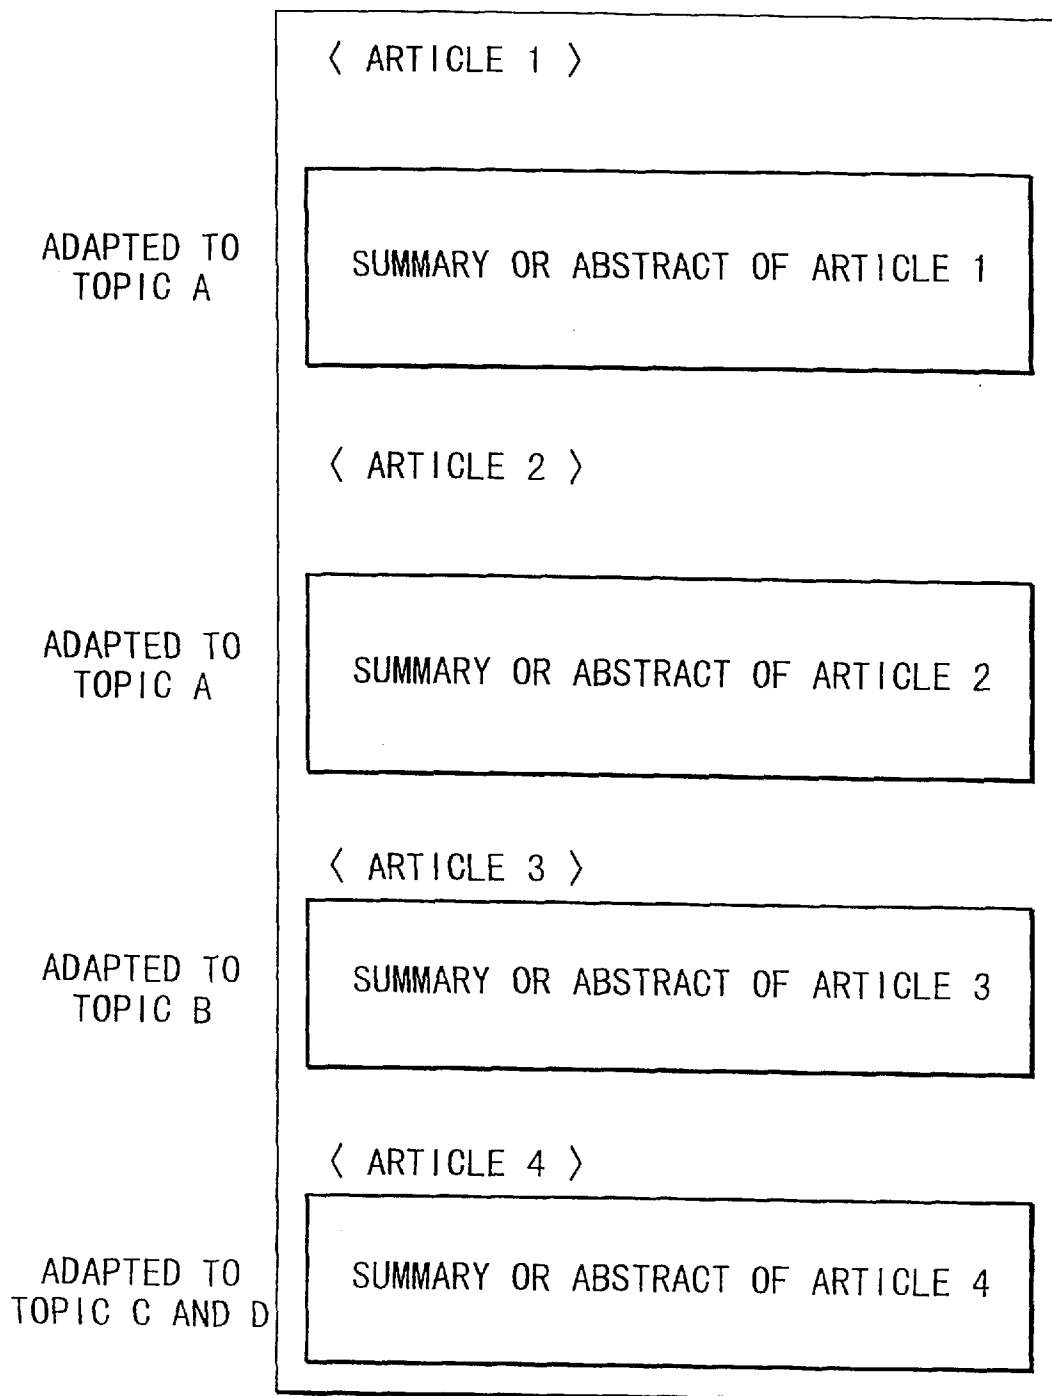 〈 ARTICLE 1 〉
ADAPTED TO
TOPIC A
SUMMARY OR ABSTRACT OF ARTICLE 1
〈 ARTICLE 2 〉
ADAPTED TO
TOPIC A
SUMMARY OR ABSTRACT OF ARTICLE 2
〈 ARTICLE 3 〉
ADAPTED TO
TOPIC B
SUMMARY OR ABSTRACT OF ARTICLE 3
〈 ARTICLE 4 〉
ADAPTED TO
TOPIC C AND D
SUMMARY OR ABSTRACT OF ARTICLE 4